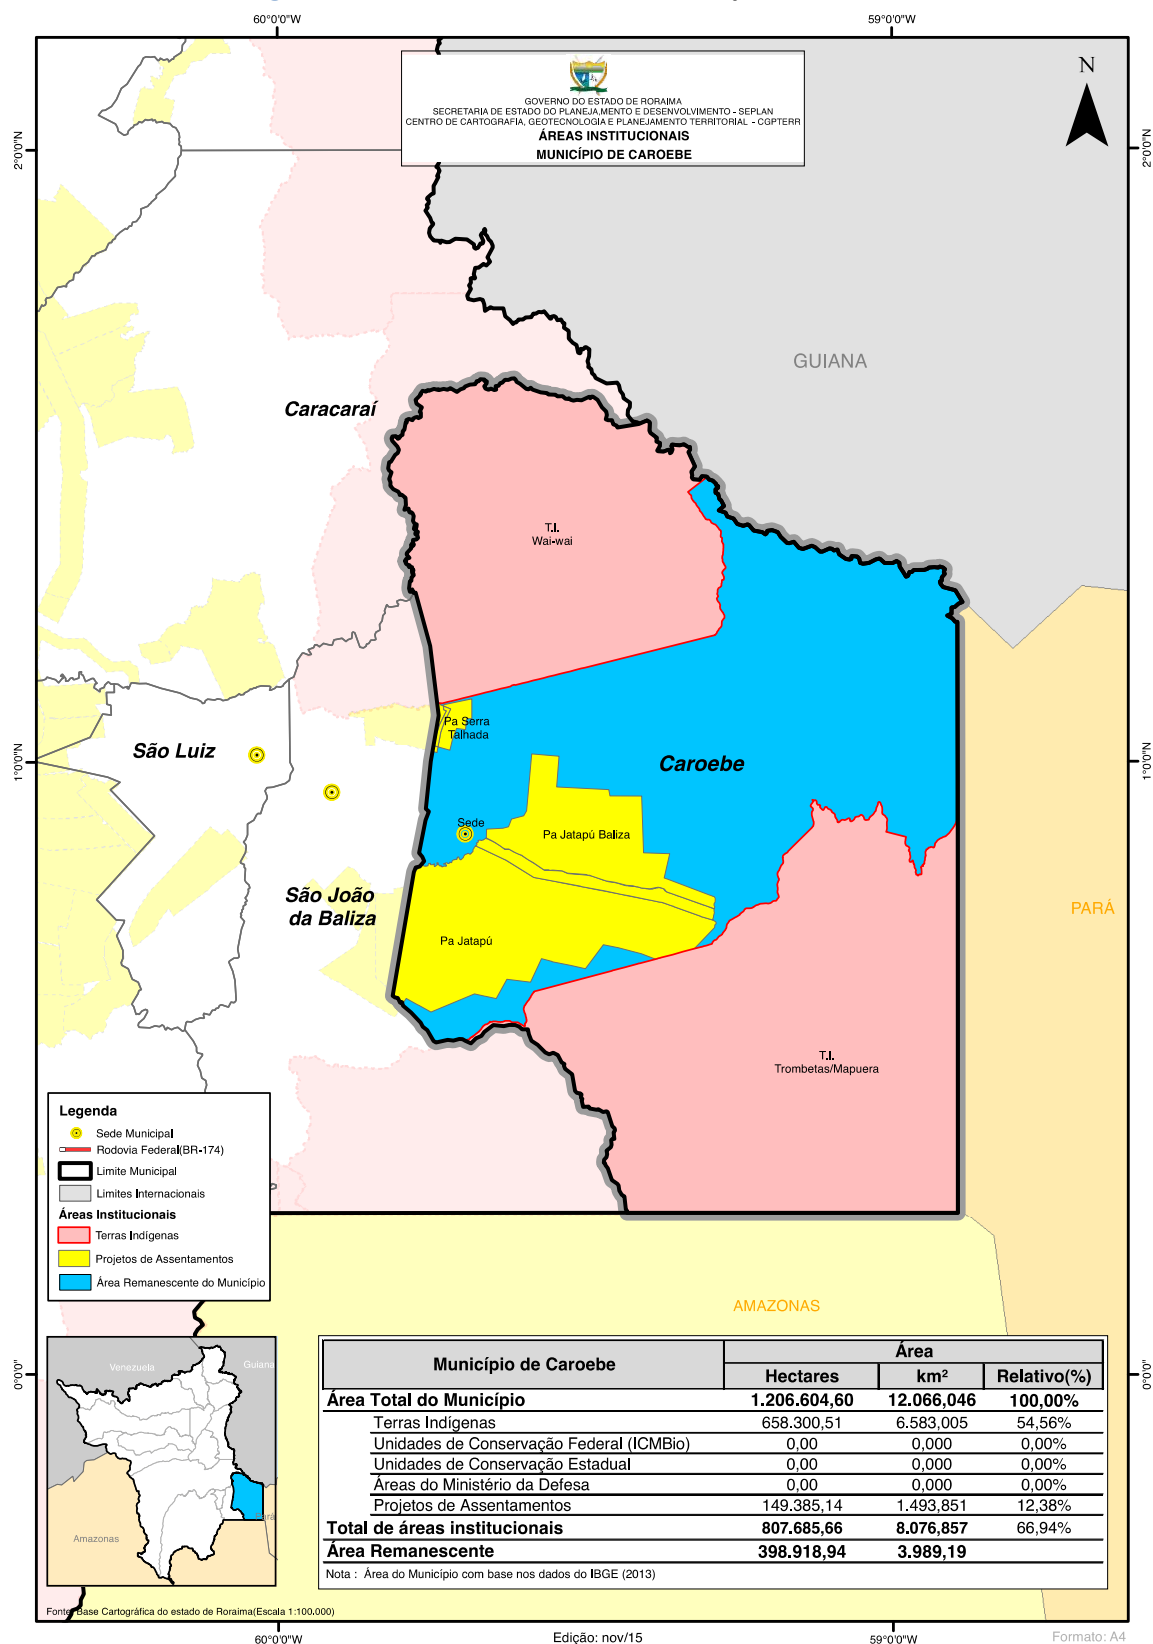 60°0'0"W
59°0'0"W
GOVERNO DO ESTADO DE RORAIMA
SECRETARIA DE ESTADO DO PLANEJA,MENTO E DESENVOLVIMENTO - SEPLAN
CENTRO DE CARTOGRAFIA, GEOTECNOLOGIA E PLANEJAMENTO TERRITORIAL - CGPTERR
ÁREAS INSTITUCIONAIS
MUNICÍPIO DE CAROEBE
N
2°0'0"N
2°0'0"N
GUIANA
Caracaraí
T.I.
Wai-wai
Pa Serra
Talhada
São Luiz
Caroebe
1°0'0"N
1°0'0"N
Sede
Pa Jatapú Baliza
São João
da Baliza
PARÁ
Pa Jatapú
T.I.
Trombetas/Mapuera
Legenda
Sede Municipal
Rodovia Federal(BR-174)
Limite Municipal
Limites Internacionais
Áreas Institucionais
Terras Indígenas
Projetos de Assentamentos
Área Remanescente do Município
AMAZONAS
Venezuela
Guiana
Amazonas
Pará
0°0'0"
0°0'0"
Município de Caroebe Área
Hectares km² Relativo(%)
Área Total do Município 1.206.604,60 12.066,046 100,00%
Terras Indígenas 658.300,51 6.583,005 54,56%
Unidades de Conservação Federal (ICMBio) 0,00 0,000 0,00%
Unidades de Conservação Estadual 0,00 0,000 0,00%
Áreas do Ministério da Defesa 0,00 0,000 0,00%
Projetos de Assentamentos 149.385,14 1.493,851 12,38%
Total de áreas institucionais 807.685,66 8.076,857 66,94%
Área Remanescente 398.918,94 3.989,19
Nota : Área do Município com base nos dados do IBGE (2013)
Fonte: Base Cartográfica do estado de Roraima(Escala 1:100.000)
60°0'0"W
Edição: nov/15
59°0'0"W
Formato: A4